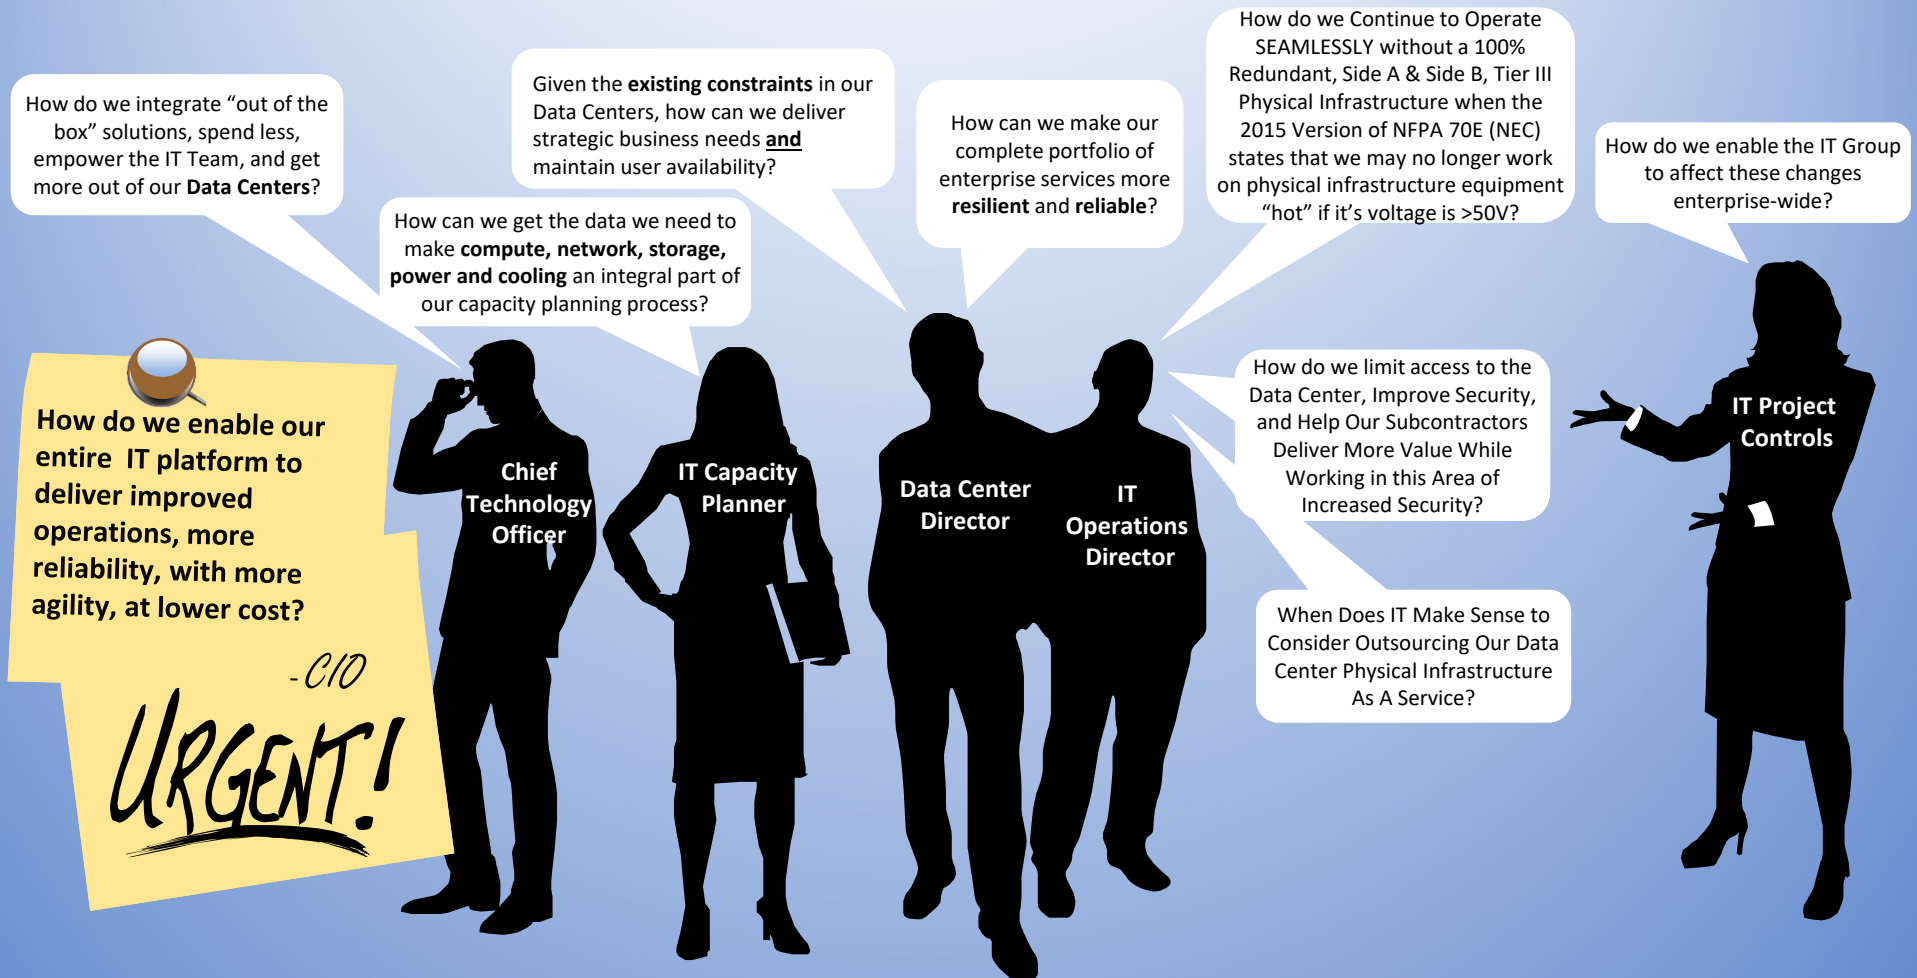 How do we integrate “out of the
box” solutions, spend less,
empower the IT Team, and get
more out of our Data Centers?
How can we get the data we need to
make compute, network, storage,
power and cooling an integral part of
our capacity planning process?
Given the existing constraints in our
Data Centers, how can we deliver
strategic business needs and
maintain user availability?
How can we make our
complete portfolio of
enterprise services more
resilient and reliable?
How do we Continue to Operate
SEAMLESSLY without a 100%
Redundant, Side A & Side B, Tier III
Physical Infrastructure when the
2015 Version of NFPA 70E (NEC)
states that we may no longer work
on physical infrastructure equipment
“hot” if it’s voltage is >50V?
How do we enable the IT Group
to affect these changes
enterprise-wide?
How do we limit access to the
Data Center, Improve Security,
and Help Our Subcontractors
Deliver More Value While
Working in this Area of
Increased Security?
When Does IT Make Sense to
Consider Outsourcing Our Data
Center Physical Infrastructure
As A Service?
How do we enable our
entire IT platform to
deliver improved
operations, more
reliability, with more
agility, at lower cost?
- CIO
URGENT!
Chief
Technology
Officer
IT Capacity
Planner
Data Center
Director
IT
Operations
Director
IT Project
Controls